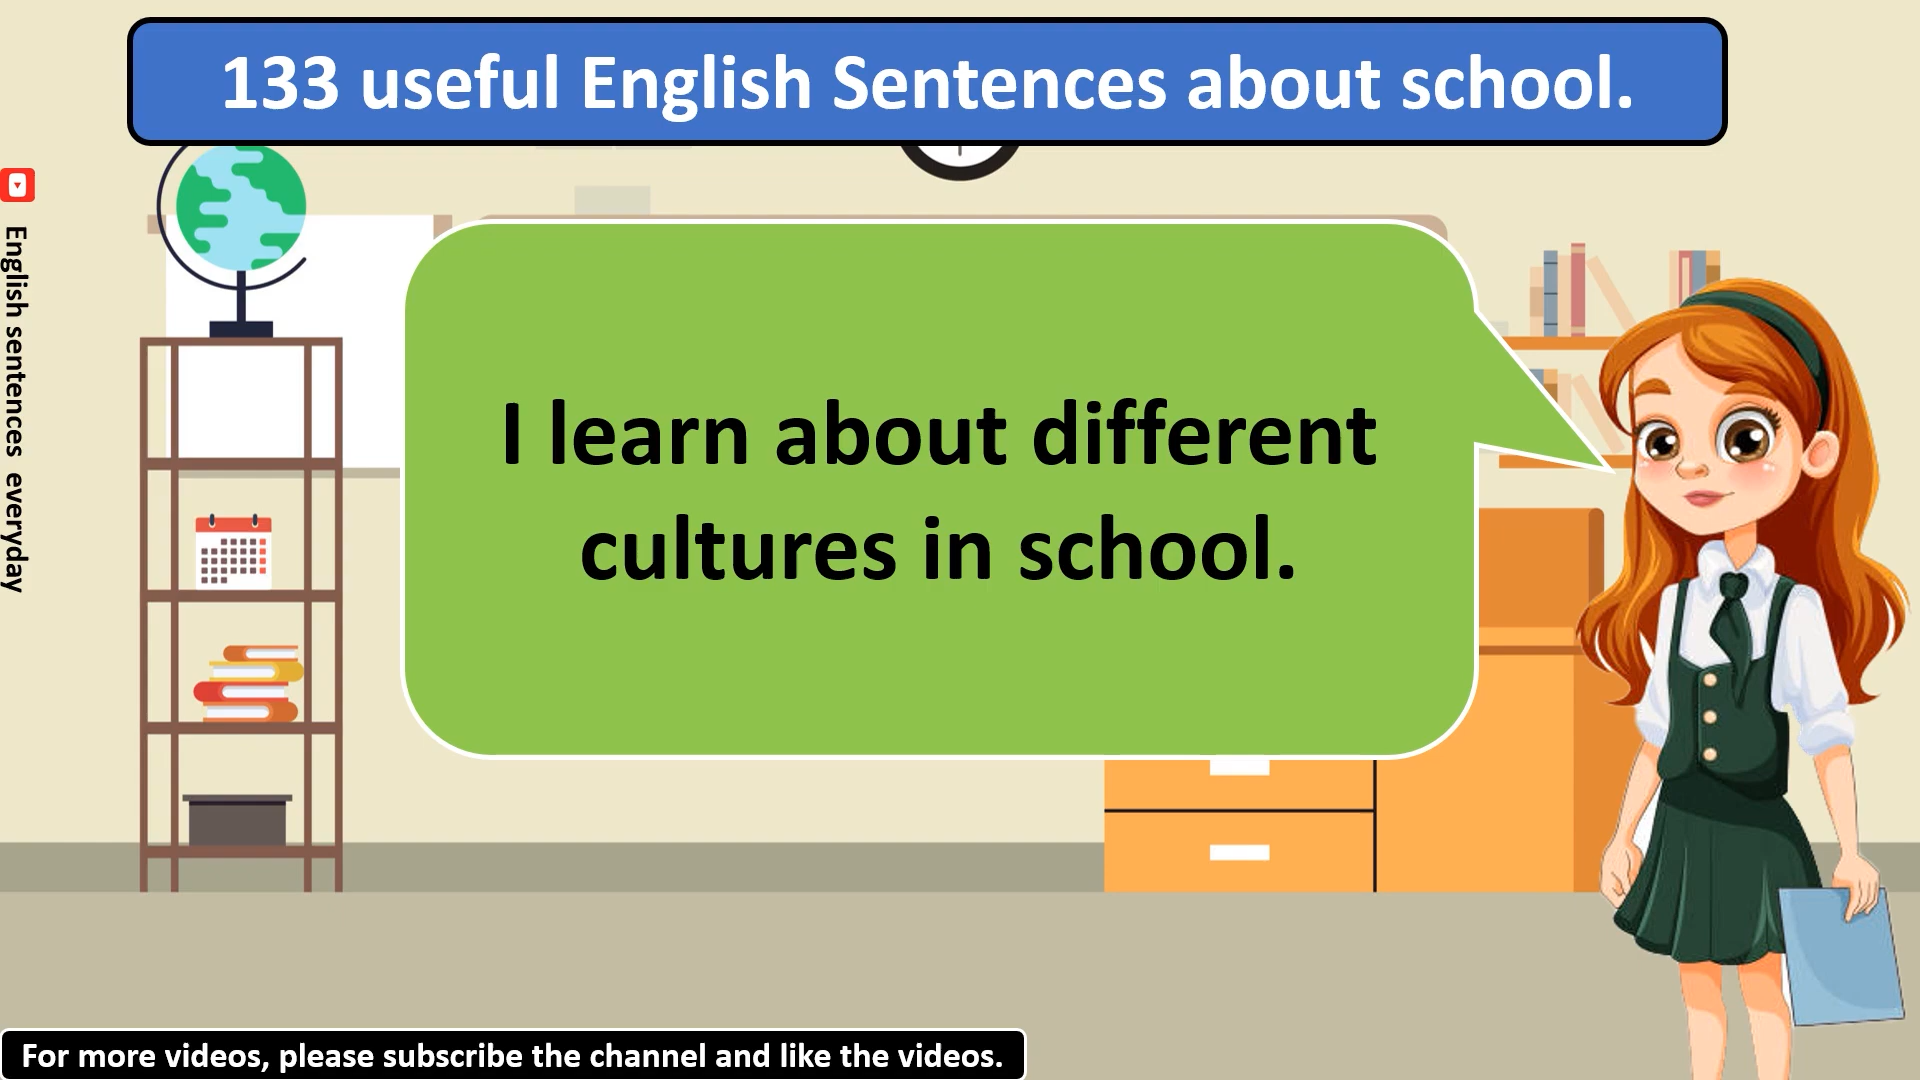 133 useful English Sentences about school.
English sentences everyday
I learn about different
cultures in school.
For more videos, please subscribe the channel and like the videos.